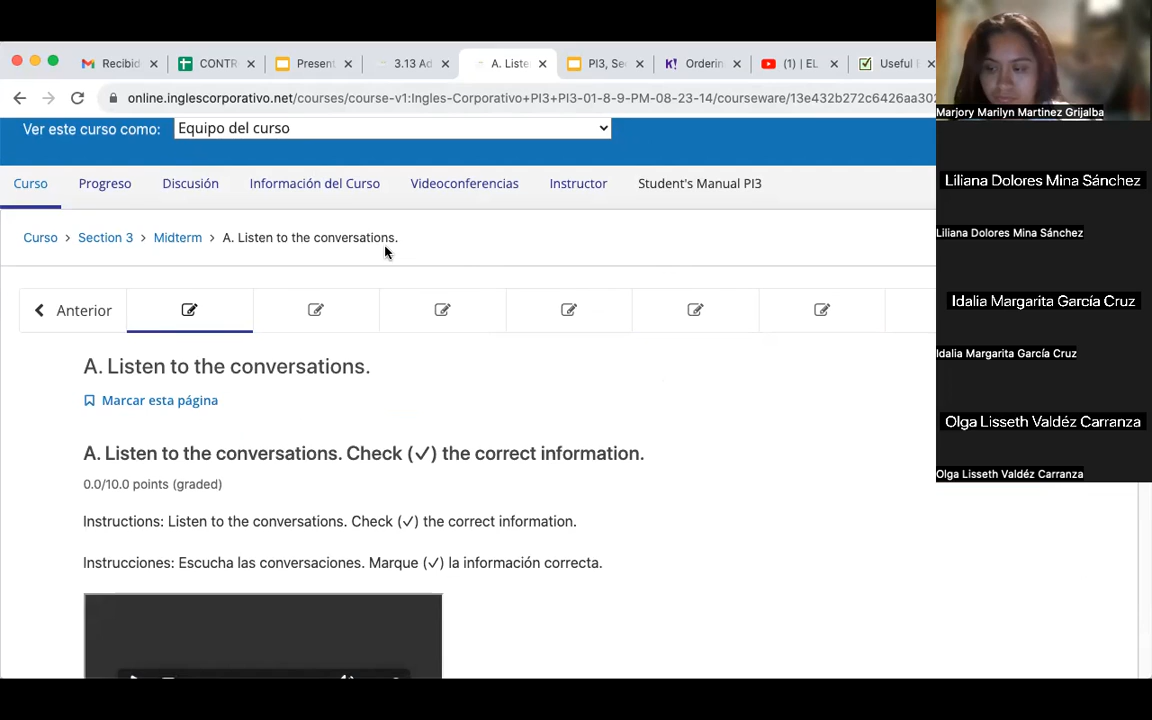 Recibid
CONTR
Present
3.13 Ad
A. Liste
PI3, Sec
Ordering
(1) | EL
Useful E
online.inglescorporativo.net/courses/course-v1:Ingles-Corporativo+PI3+PI3-01-8-9-PM-08-23-14/courseware/13e432b272c6426aa302
Ver este curso como:
Equipo del curso
Curso
Progreso
Discusión
Información del Curso
Videoconferencias
Instructor
Student's Manual PI3
Curso > Section 3 > Midterm > A. Listen to the conversations.
Anterior
A. Listen to the conversations.
Marcar esta página
A. Listen to the conversations. Check (✓) the correct information.
0.0/10.0 points (graded)
Instructions: Listen to the conversations. Check (✓) the correct information.
Instrucciones: Escucha las conversaciones. Marque (✓) la información correcta.
Marjory Marilyn Martinez Grijalba
Liliana Dolores Mina Sánchez
Liliana Dolores Mina Sánchez
Idalia Margarita García Cruz
Idalia Margarita García Cruz
Olga Lisseth Valdéz Carranza
Olga Lisseth Valdéz Carranza